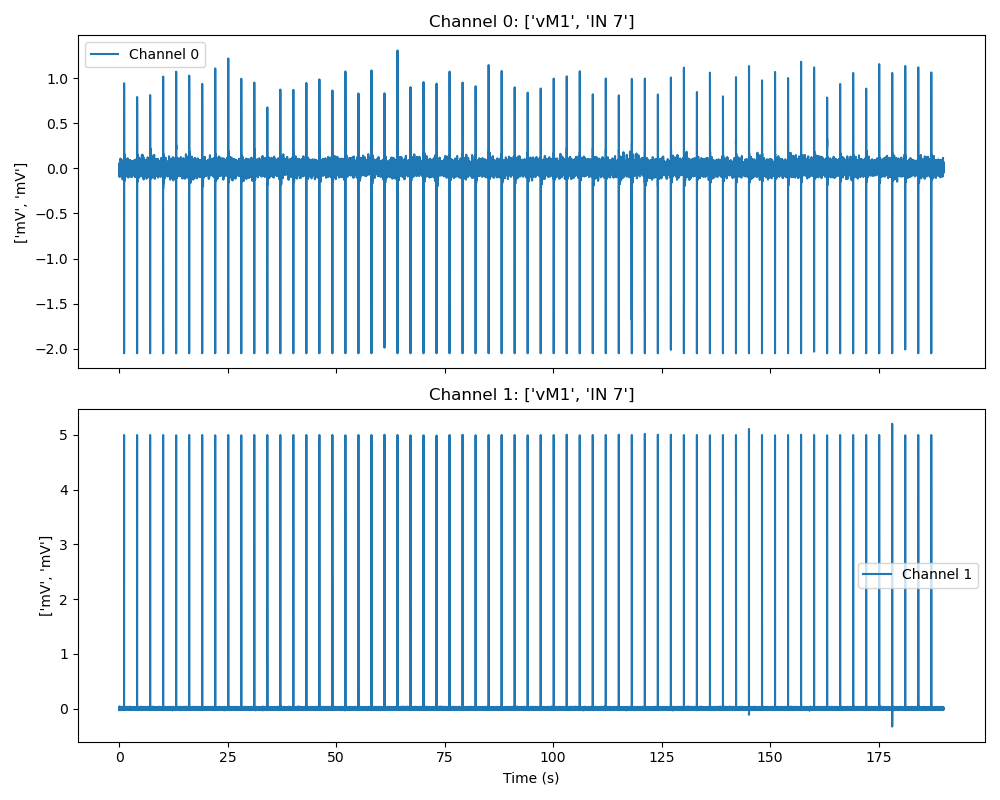 Channel 0: ['vM1', 'IN 7']
Channel 0
['mV', 'mV']
1.0
0.5
0.0
−0.5
−1.0
−1.5
−2.0
Channel 1: ['vM1', 'IN 7']
Channel 1
['mV', 'mV']
5
4
3
2
1
0
0 25 50 75 100 125 150 175
Time (s)